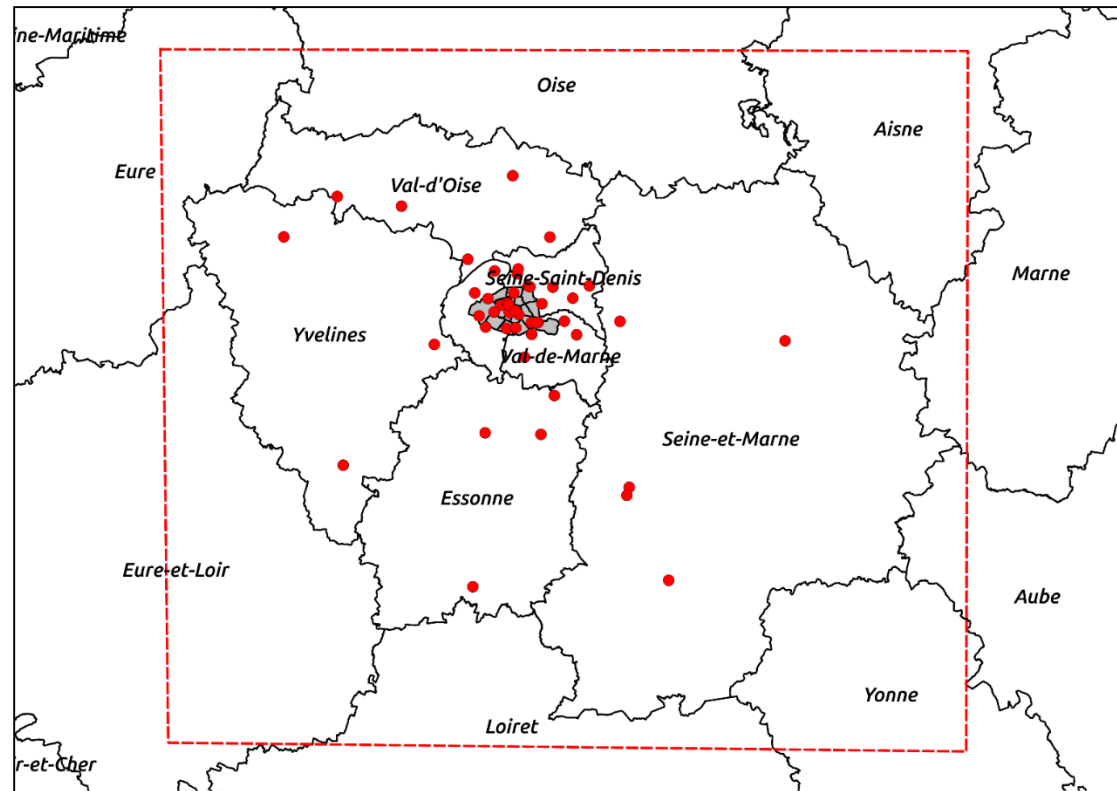 ine-Maritime
Oise
Aisne
Eure
Val-d'Oise
Marne
Seine-Saint-Denis
Yvelines
Val-de-Marne
Seine-et-Marne
Essonne
Eure-et-Loir
Aube
Yonne
Loiret
r-et-Cher